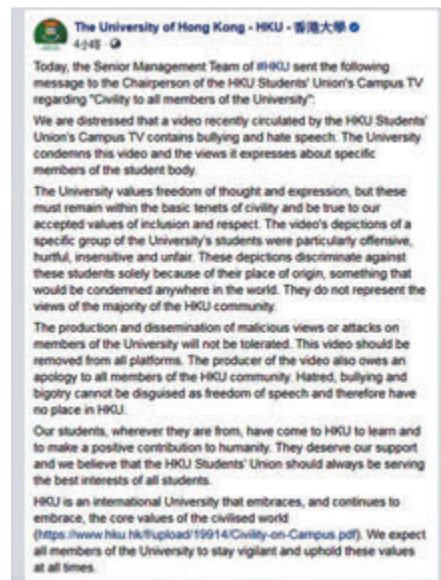 The University of Hong Kong - HKU - 香港大學
4小時
Today, the Senior Management Team of #HKU sent the following
message to the Chairperson of the HKU Students' Union's Campus TV
regarding "Civility to all members of the University":
We are distressed that a video recently circulated by the HKU Students'
Union's Campus TV contains bullying and hate speech. The University
condemns this video and the views it expresses about specific
members of the student body.
The University values freedom of thought and expression, but these
must remain within the basic tenets of civility and be true to our
accepted values of inclusion and respect. The video's depictions of a
specific group of the University's students were particularly offensive,
hurtful, insensitive and unfair. These depictions discriminate against
these students solely because of their place of origin, something that
would be condemned anywhere in the world. They do not represent the
views of the majority of the HKU community.
The production and dissemination of malicious views or attacks on
members of the University will not be tolerated. This video should be
removed from all platforms. The producer of the video also owes an
apology to all members of the HKU community. Hatred, bullying and
bigotry cannot be disguised as freedom of speech and therefore have
no place in HKU.
Our students, wherever they are from, have come to HKU to learn and
to make a positive contribution to humanity. They deserve our support
and we believe that the HKU Students' Union should always be serving
the best interests of all students.
HKU is an international University that embraces, and continues to
embrace, the core values of the civilised world
(https://www.hku.hk/f/upload/19914/Civility-on-Campus.pdf). We expect
all members of the University to stay vigilant and uphold these values
at all times.